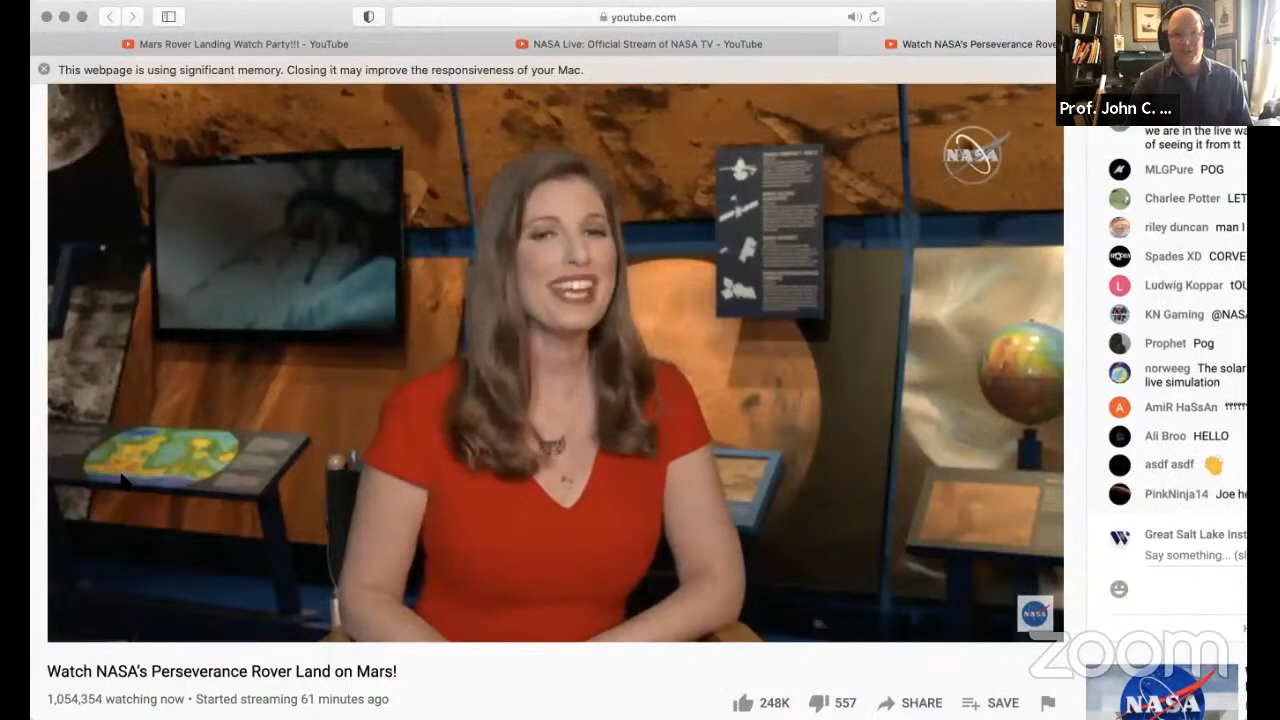 youtube.com
Mars Rover Landing Watch Party!!! - YouTube
NASA Live: Official Stream of NASA TV - YouTube
Watch NASA's Perseverance Rove
This webpage is using significant memory. Closing it may improve the responsiveness of your Mac.
Prof. John C. ...
NASA
we are in the live wa
of seeing it from tt
MLGPure POG
Charlee Potter LET
riley duncan man I
Spades XD CORVE
Ludwig Koppar tOU
KN Gaming @NASA
Prophet Pog
norweeg The solar
live simulation
AmiR HaSsAn
Ali Broo HELLO
asdf asdf 👏
PinkNinja14 Joe he
Great Salt Lake Inst
Say something... (sl
NASA
zoom
Watch NASA's Perseverance Rover Land on Mars!
1,054,354 watching now • Started streaming 61 minutes ago
248K 557 SHARE SAVE
NASA